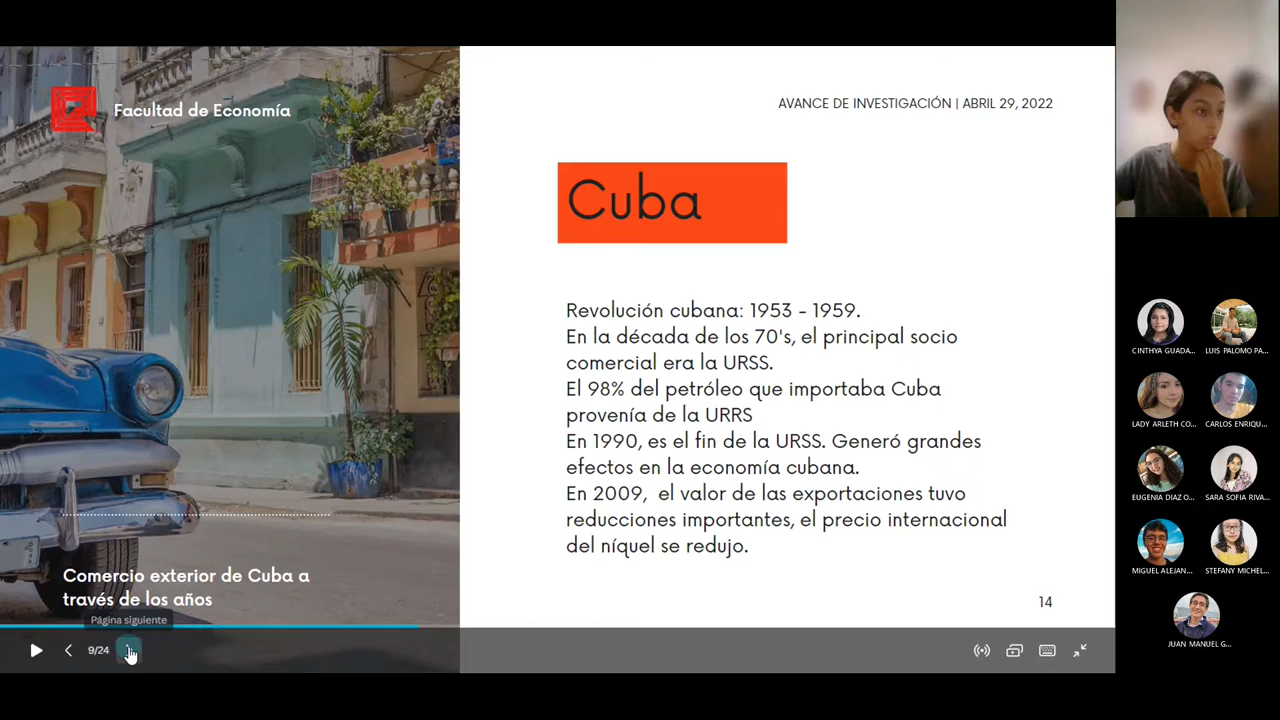 Facultad de Economía
AVANCE DE INVESTIGACIÓN | ABRIL 29, 2022
Cuba
Revolución cubana: 1953 - 1959.
En la década de los 70's, el principal socio
comercial era la URSS.
El 98% del petróleo que importaba Cuba
provenía de la URRS
En 1990, es el fin de la URSS. Generó grandes
efectos en la economía cubana.
En 2009, el valor de las exportaciones tuvo
reducciones importantes, el precio internacional
del níquel se redujo.
14
Comercio exterior de Cuba a
través de los años
Página siguiente
9/24
CINTHYA GUADA...
LUIS PALOMO PA...
LADY ARLETH CO...
CARLOS ENRIQU...
EUGENIA DIAZ O...
SARA SOFIA RIVA...
MIGUEL ALEJAN...
STEFANY MICHEL...
JUAN MANUEL G...